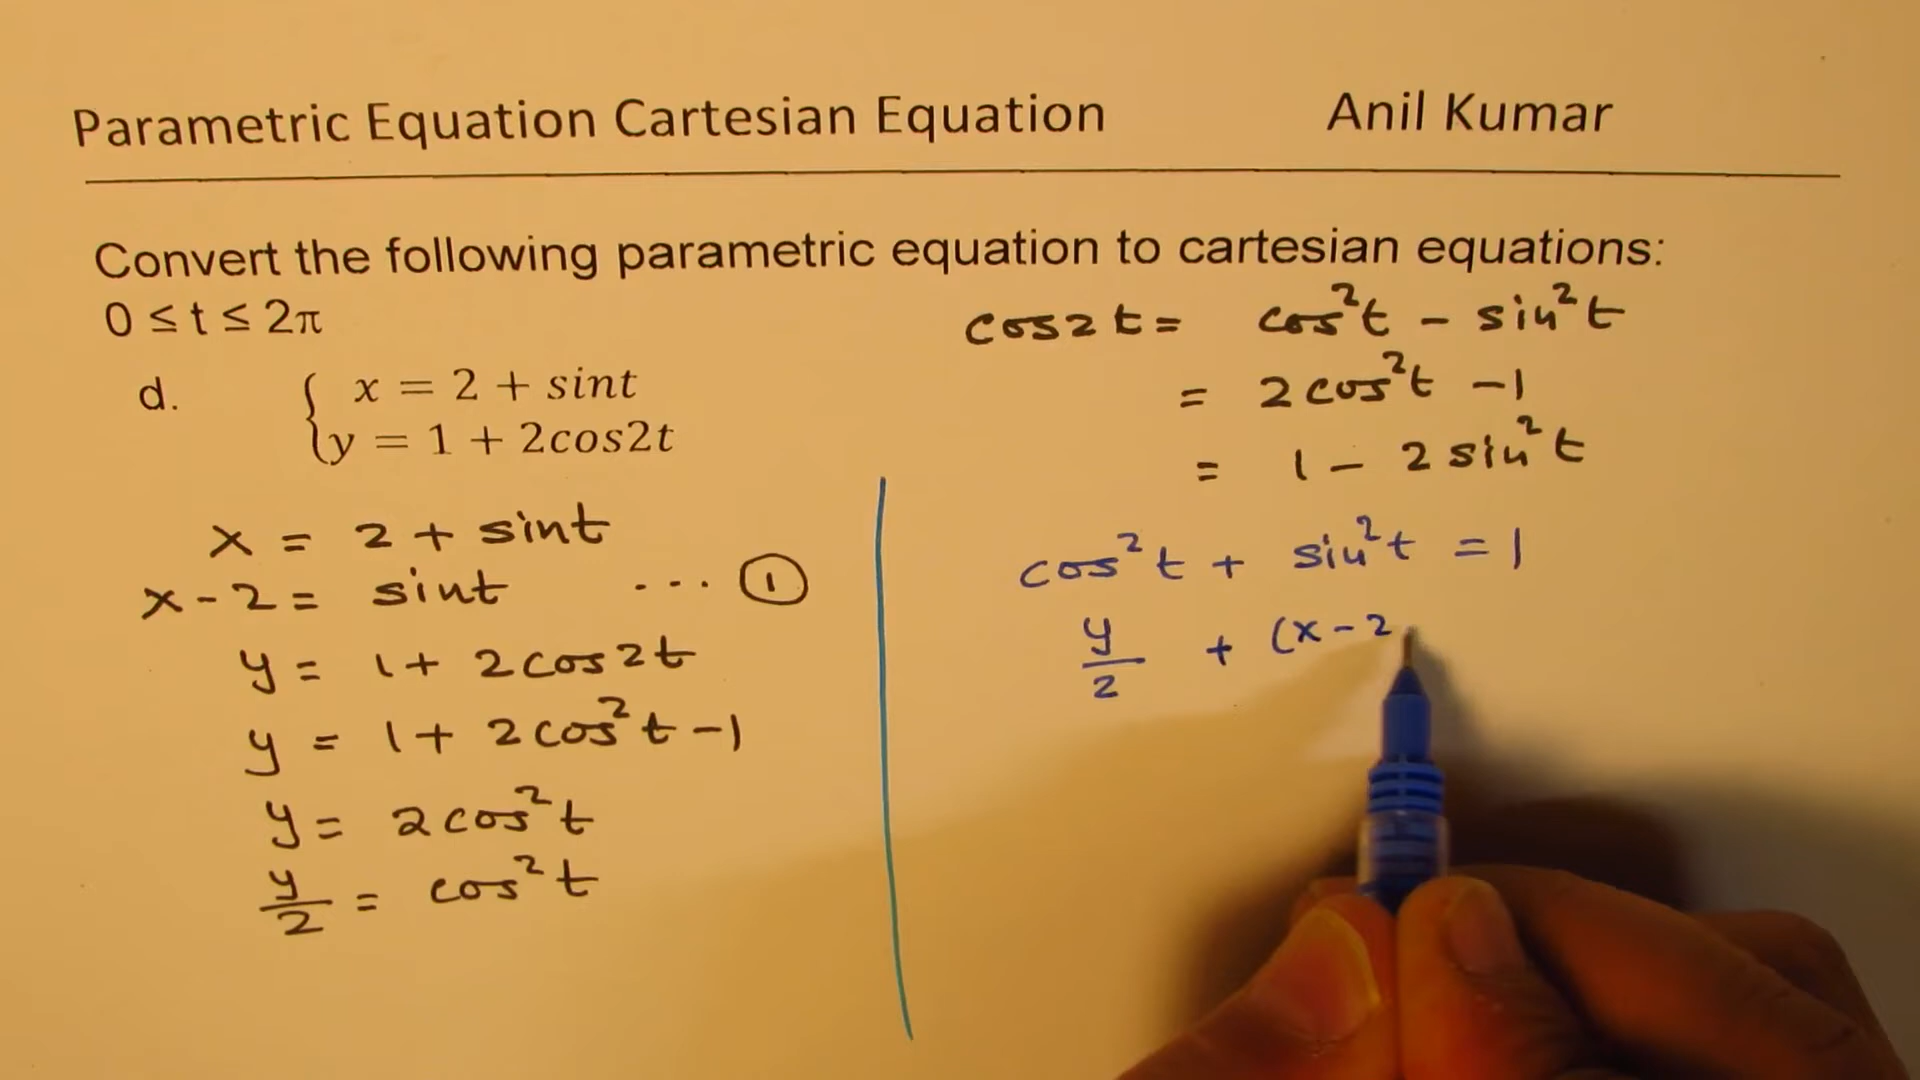 Parametric Equation Cartesian Equation Anil Kumar
Convert the following parametric equation to cartesian equations:
0 ≤ t ≤ 2π
d. { x = 2 + sint
y = 1 + 2cos2t
x = 2 + sint
x - 2 = sint ... ①
y = 1 + 2cos2t
y = 1 + 2cos²t - 1
y = 2cos²t
y/2 = cos²t
cos2t = cos²t - sin²t
= 2cos²t - 1
= 1 - 2sin²t
cos²t + sin²t = 1
y/2 + (x - 2